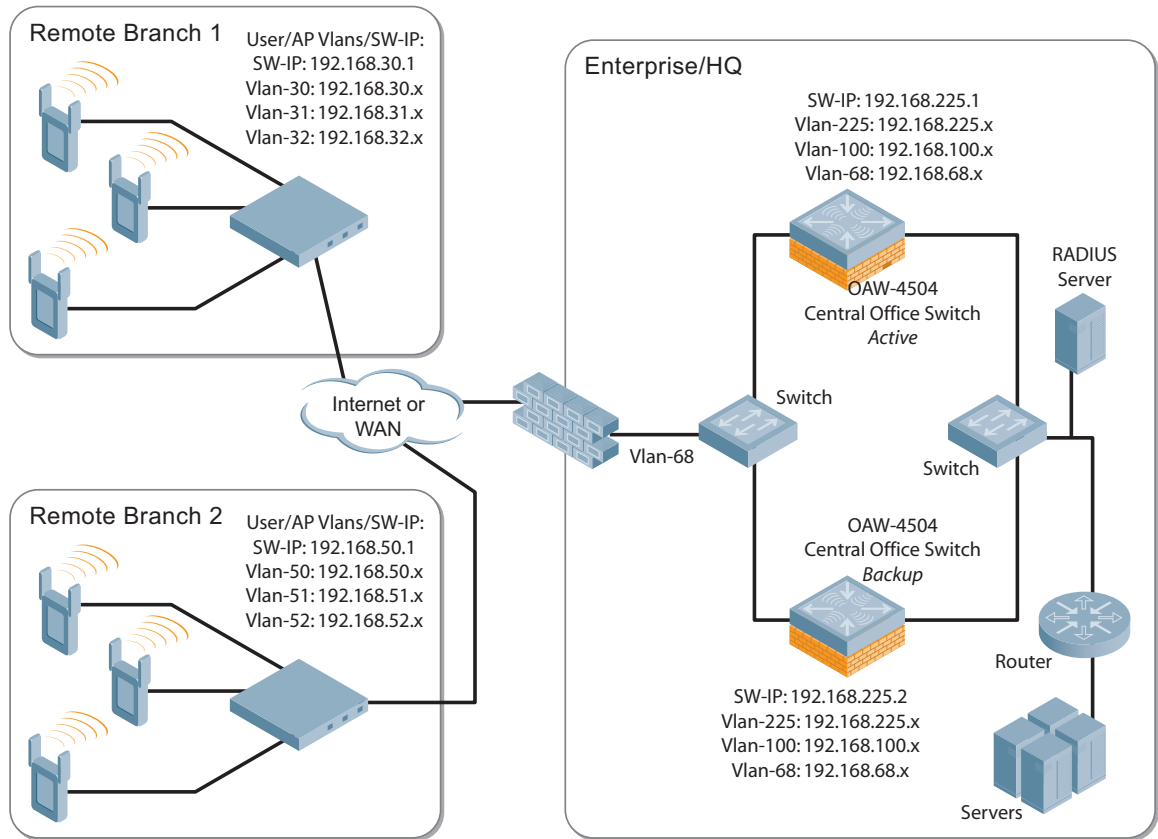 Remote Branch 1
User/AP Vlans/SW-IP:
SW-IP: 192.168.30.1
Vlan-30: 192.168.30.x
Vlan-31: 192.168.31.x
Vlan-32: 192.168.32.x
Internet or
WAN
Remote Branch 2
User/AP Vlans/SW-IP:
SW-IP: 192.168.50.1
Vlan-50: 192.168.50.x
Vlan-51: 192.168.51.x
Vlan-52: 192.168.52.x
Enterprise/HQ
SW-IP: 192.168.225.1
Vlan-225: 192.168.225.x
Vlan-100: 192.168.100.x
Vlan-68: 192.168.68.x
OAW-4504
Central Office Switch
Active
RADIUS
Server
Switch
Vlan-68
Switch
OAW-4504
Central Office Switch
Backup
SW-IP: 192.168.225.2
Vlan-225: 192.168.225.x
Vlan-100: 192.168.100.x
Vlan-68: 192.168.68.x
Router
Servers